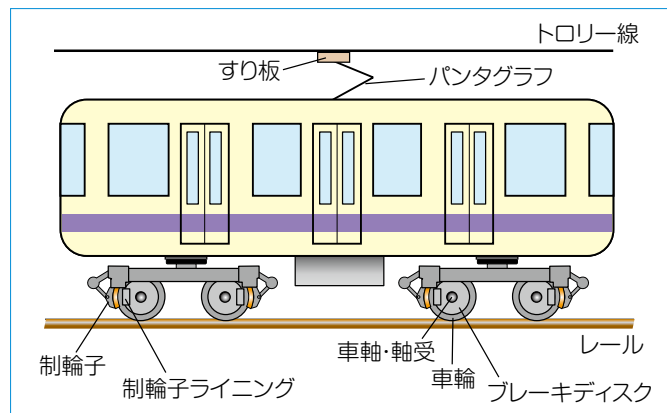 トロリー線
すり板
パンタグラフ
制輪子
制輪子ライニング
車軸・軸受
車輪
ブレーキディスク
レール